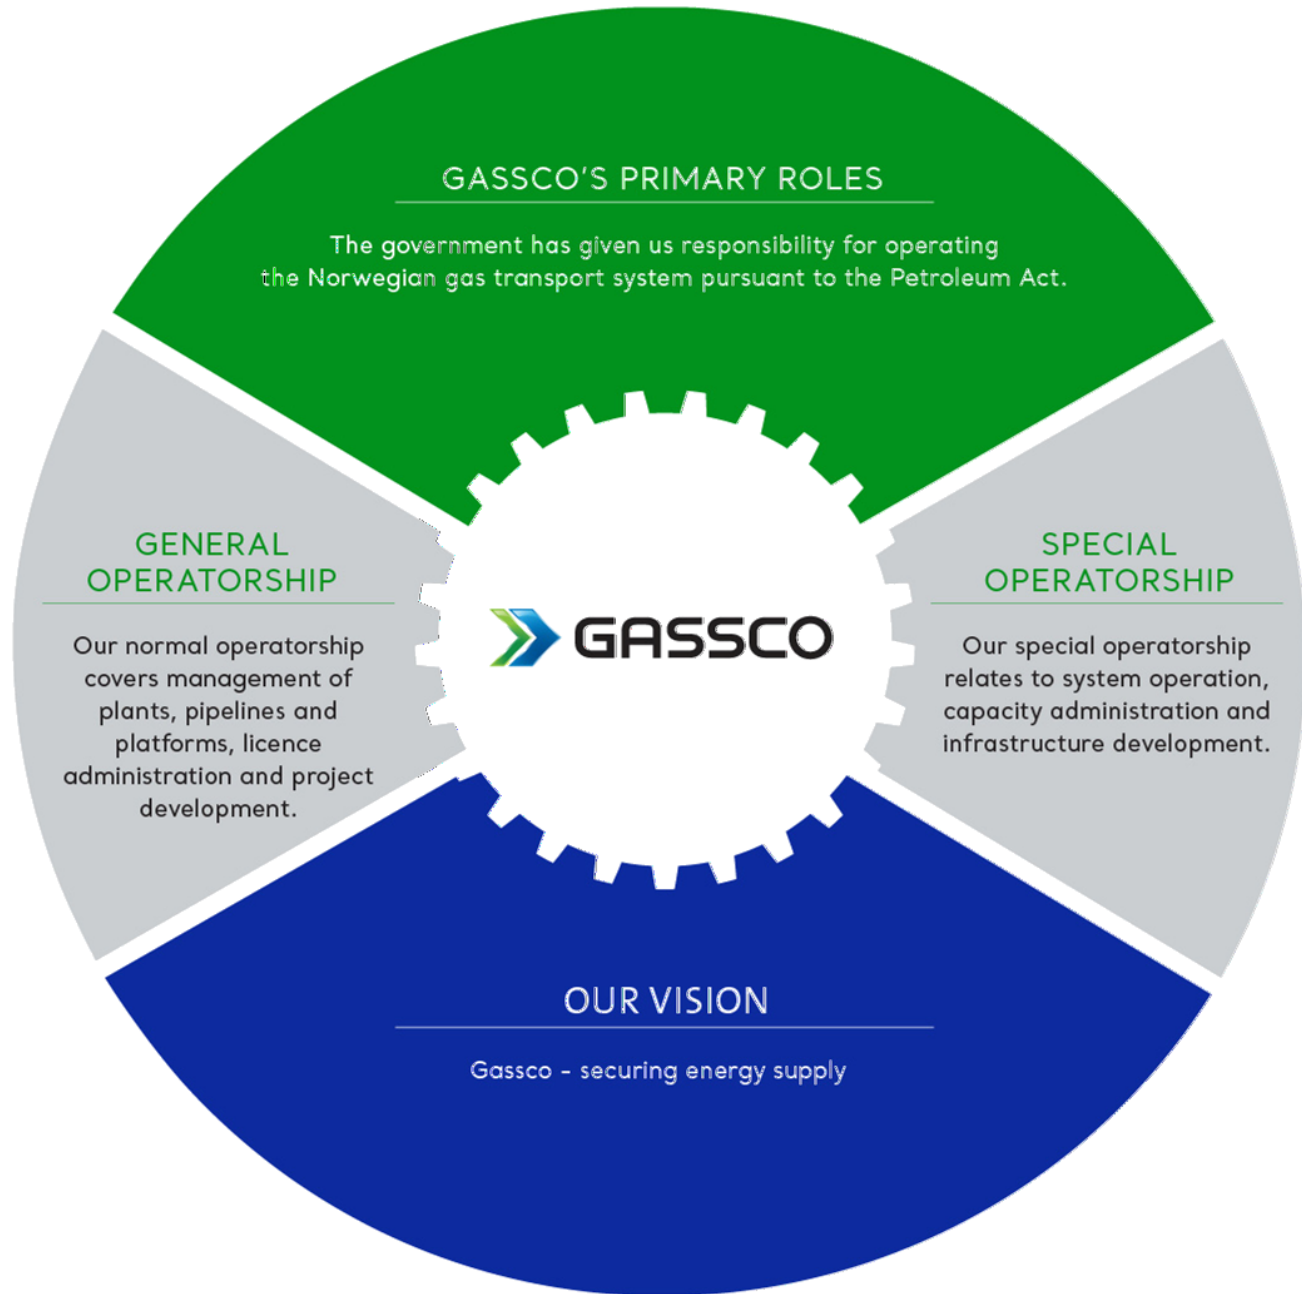 GASSCO'S PRIMARY ROLES
The government has given us responsibility for operating
the Norwegian gas transport system pursuant to the Petroleum Act.
GENERAL
OPERATORSHIP
Our normal operatorship
covers management of
plants, pipelines and
platforms, licence
administration and project
development.
GASSCO
SPECIAL
OPERATORSHIP
Our special operatorship
relates to system operation,
capacity administration and
infrastructure development.
OUR VISION
Gassco - securing energy supply